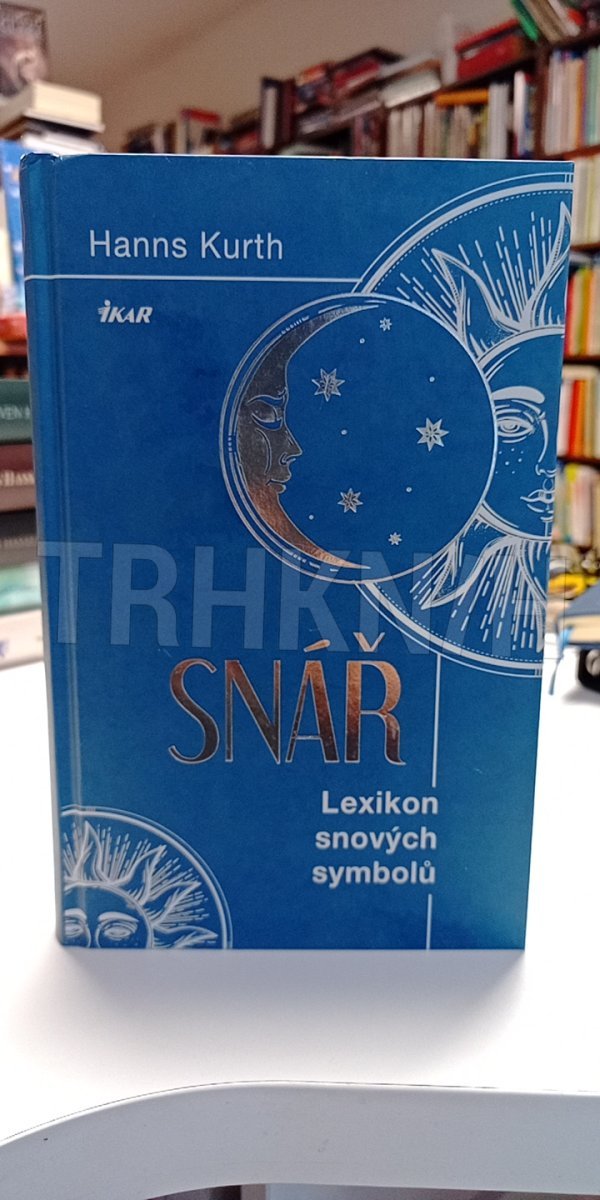 Hanns Kurth
iKAR
TRHKNIH
SNÁŘ
Lexikon
snových
symbolů